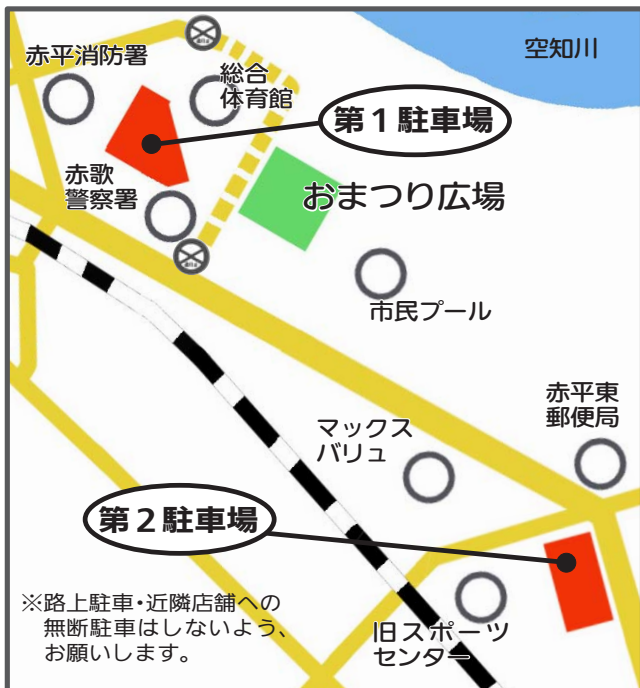 空知川
赤平消防署
総合
体育館
第1駐車場
赤歌
警察署
おまつり広場
市民プール
赤平東
郵便局
マックス
バリュ
第2駐車場
※路上駐車・近隣店舗への
無断駐車はしないよう、
お願いします。
旧スポーツ
センター